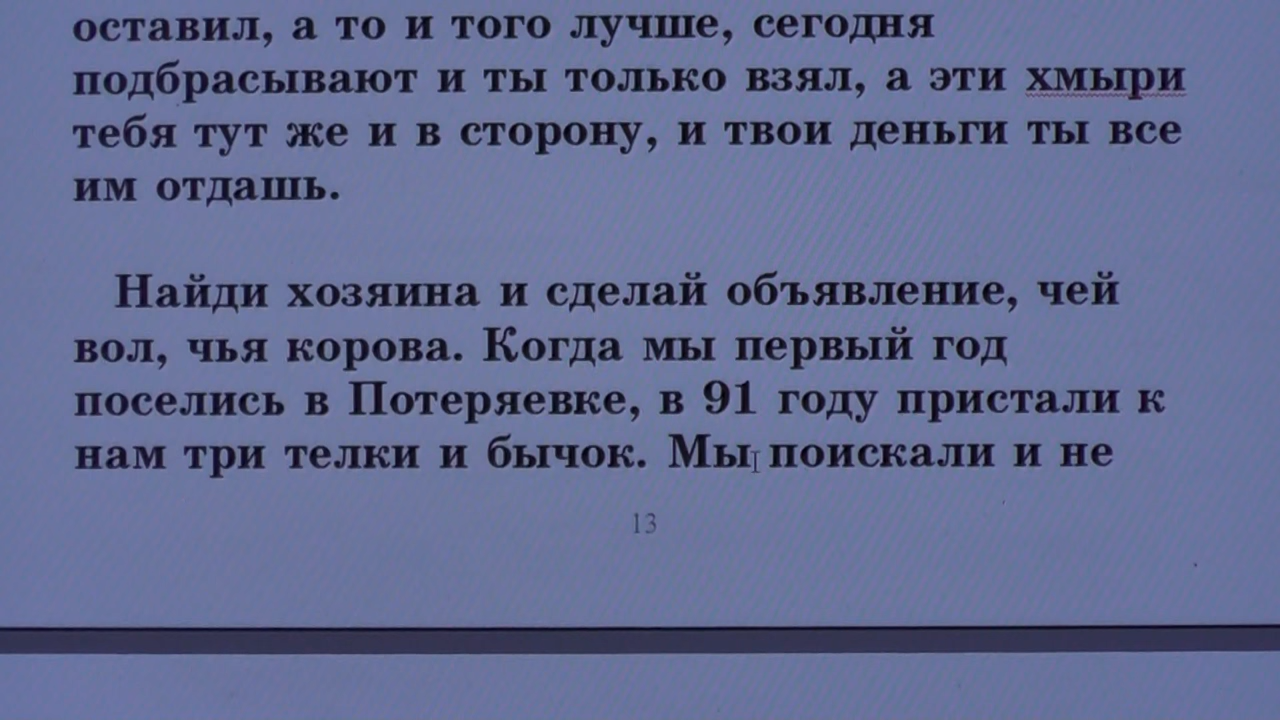 оставил, а то и того лучше, сегодня
подбрасывают и ты только взял, а эти хмыри
тебя тут же и в сторону, и твои деньги ты все
им отдашь.
Найди хозяина и сделай объявление, чей
вол, чья корова. Когда мы первый год
поселись в Потеряевке, в 91 году пристали к
нам три телки и бычок. Мы поискали и не
13